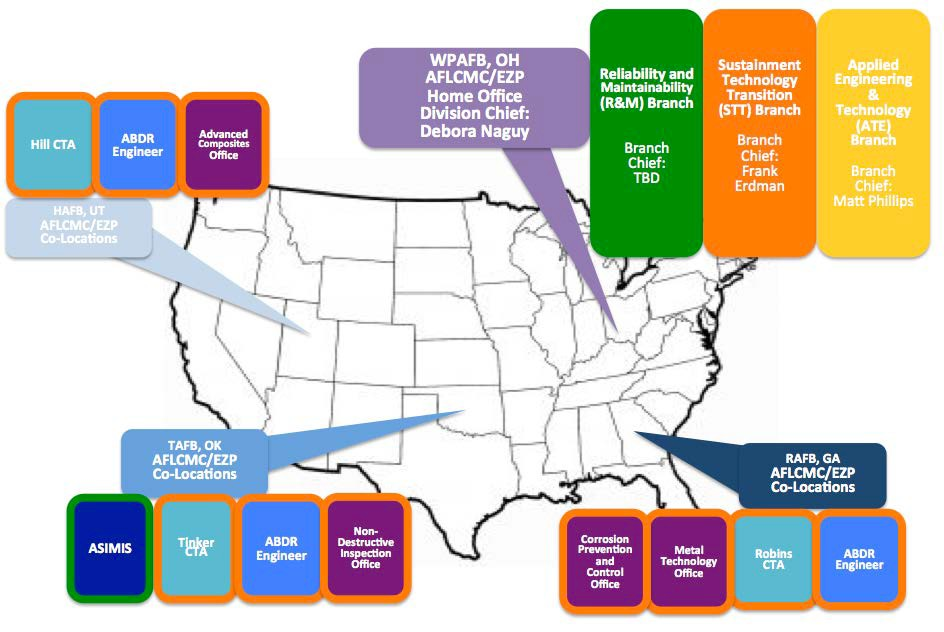 WPAFB, OH
AFLCMC/EZP
Home Office
Division Chief:
Debora Naguy
Reliability and
Maintainability
(R&M) Branch
Branch
Chief:
TBD
Sustainment
Technology
Transition
(STT) Branch
Branch
Chief:
Frank
Erdman
Applied
Engineering
&
Technology
(ATE)
Branch
Branch
Chief:
Matt Phillips
Hill CTA
ABDR
Engineer
Advanced
Composites
Office
HAFB, UT
AFLCMC/EZP
Co-Locations
TAFB, OK
AFLCMC/EZP
Co-Locations
ASIMIS
Tinker
CTA
ABDR
Engineer
Non-
Destructive
Inspection
Office
RAFB, GA
AFLCMC/EZP
Co-Locations
Corrosion
Prevention
and
Control
Office
Metal
Technology
Office
Robins
CTA
ABDR
Engineer